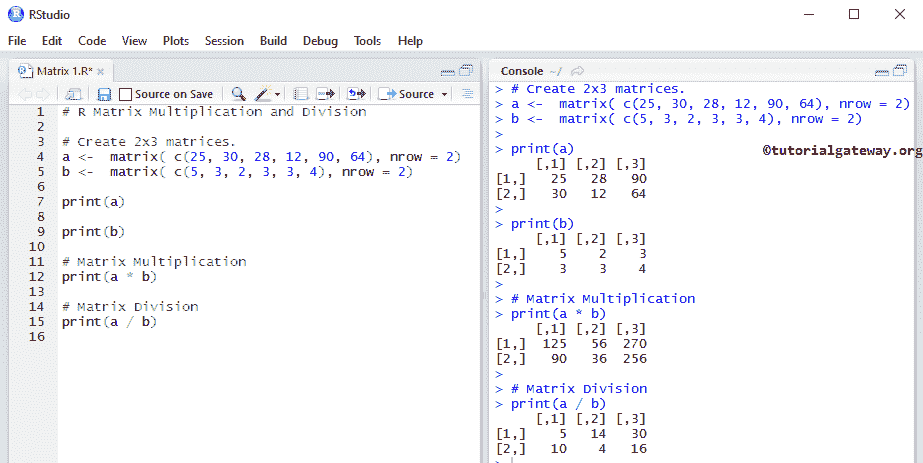 RStudio
File Edit Code View Plots Session Build Debug Tools Help
Matrix 1.R*
Source on Save
Source
1 # R Matrix Multiplication and Division
2
3 # Create 2x3 matrices.
4 a <-  matrix( c(25, 30, 28, 12, 90, 64), nrow = 2)
5 b <-  matrix( c(5, 3, 2, 3, 3, 4), nrow = 2)
6
7 print(a)
8
9 print(b)
10
11 # Matrix Multiplication
12 print(a * b)
13
14 # Matrix Division
15 print(a / b)
16
Console ~/
> # Create 2x3 matrices.
> a <-  matrix( c(25, 30, 28, 12, 90, 64), nrow = 2)
> b <-  matrix( c(5, 3, 2, 3, 3, 4), nrow = 2)
>
> print(a)
©tutorialgateway.org
     [,1] [,2] [,3]
[1,]   25   28   90
[2,]   30   12   64
>
> print(b)
     [,1] [,2] [,3]
[1,]    5    2    3
[2,]    3    3    4
>
> # Matrix Multiplication
> print(a * b)
     [,1] [,2] [,3]
[1,]  125   56  270
[2,]   90   36  256
>
> # Matrix Division
> print(a / b)
     [,1] [,2] [,3]
[1,]    5   14   30
[2,]   10    4   16
>